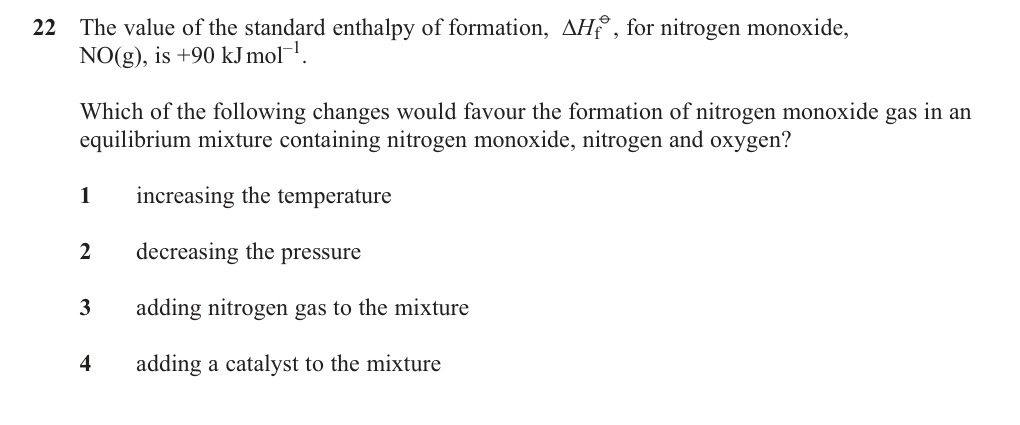 22 The value of the standard enthalpy of formation, ΔH_f^⦵, for nitrogen monoxide,
NO(g), is +90 kJ mol⁻¹.
Which of the following changes would favour the formation of nitrogen monoxide gas in an
equilibrium mixture containing nitrogen monoxide, nitrogen and oxygen?
1 increasing the temperature
2 decreasing the pressure
3 adding nitrogen gas to the mixture
4 adding a catalyst to the mixture